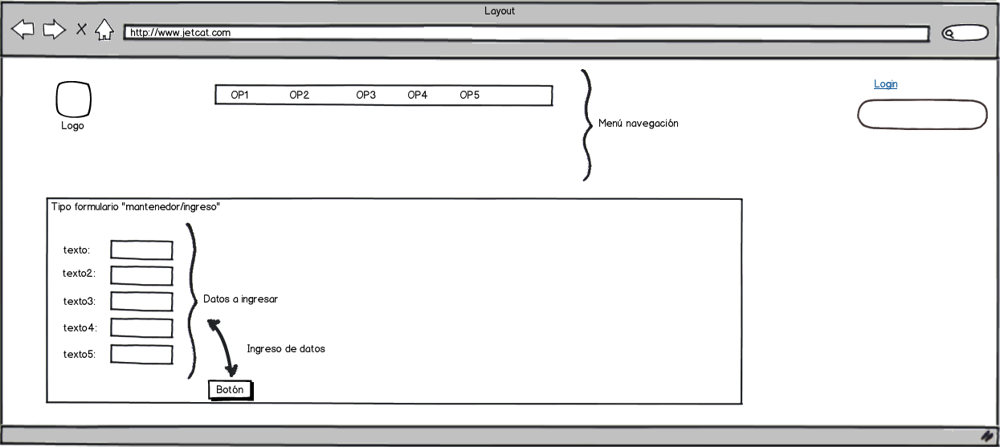 Layout
http://www.jetcat.com
Login
OP1 OP2 OP3 OP4 OP5
Menú navegación
Logo
Tipo formulario "mantenedor/ingreso"
texto:
texto2:
texto3:
Datos a ingresar
texto4:
Ingreso de datos
texto5:
Botón